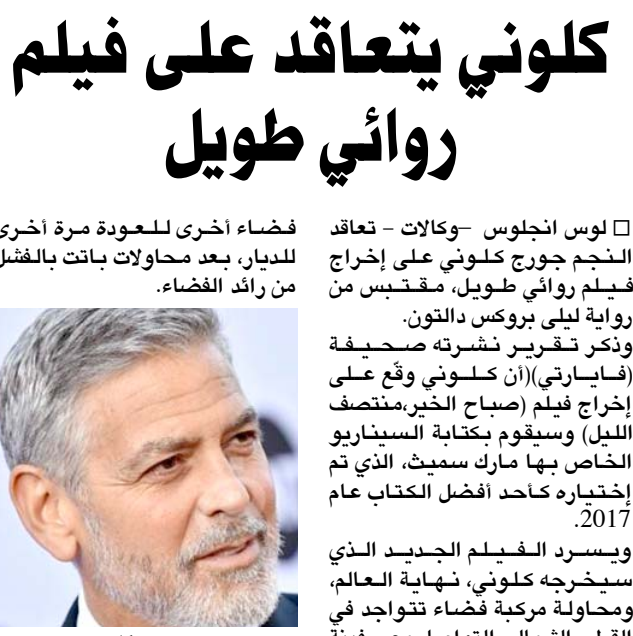 كلوني يتعاقد على فيلم
روائي طويل
□ لوس انجلوس –وكالات - تعاقد
النجم جورج كلوني على إخراج
فيلم روائي طويل، مقتبس من
رواية ليلى بروكس دالتون.
وذكر تقرير نشرته صحيفة
(فايارتي)(أن كلوني وقّع على
إخراج فيلم (صباح الخير،منتصف
الليل) وسيقوم بكتابة السيناريو
الخاص بها مارك سميث، الذي تم
إختياره كأحد أفضل الكتاب عام
2017.
ويسرد الفيلم الجديد الذي
سيخرجه كلوني، نهاية العالم،
ومحاولة مركبة فضاء تتواجد في
فضاء أخرى للعودة مرة أخرى
للديار، بعد محاولات باتت بالفشل
من رائد الفضاء.